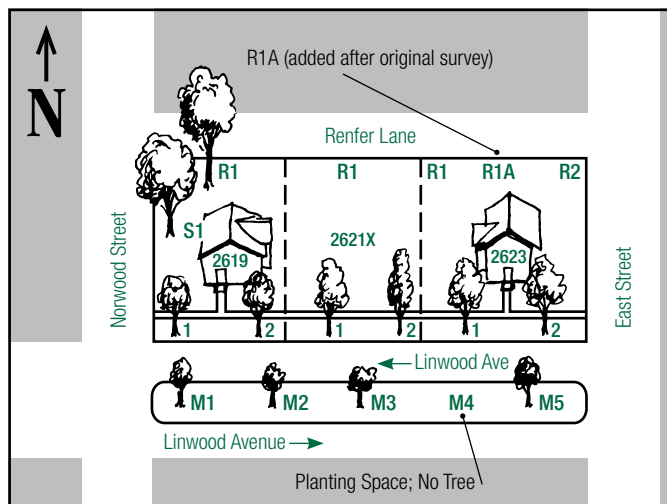 R1A (added after original survey)
N
Renfer Lane
R1 R1 R1 R1A R2
S1
2619 2621X 2623
Norwood Street
East Street
1 2 1 2 1 2
Linwood Ave
M1 M2 M3 M4 M5
Linwood Avenue
Planting Space; No Tree